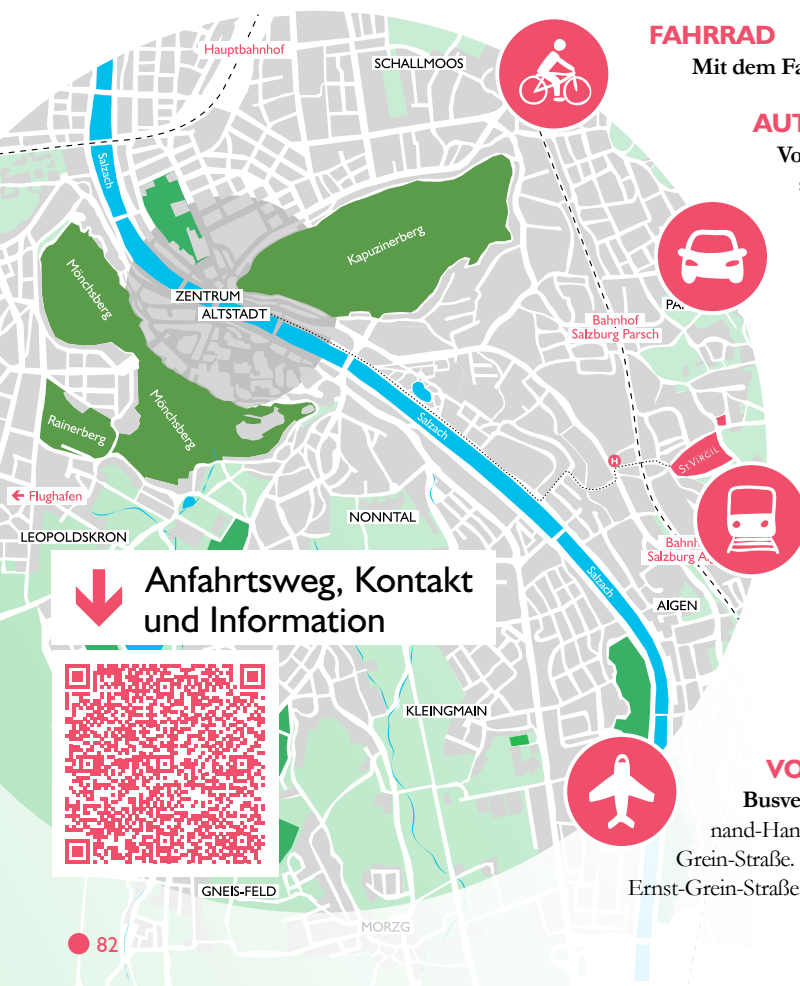 Hauptbahnhof
SCHALLMOOS
FAHRRAD
Mit dem Fa
AUT
Vo
Salzach
Kapuzinerberg
Mönchsberg
ZENTRUM
ALTSTADT
PA
Bahnhof
Salzburg Parsch
Rainerberg
Mönchsberg
Salzach
H
ST. VIRGIL
← Flughafen
LEOPOLDSKRON
NONNTAL
Bahnh
Salzburg A
Salzach
AIGEN
Anfahrtsweg, Kontakt
und Information
KLEINGMAIN
VO
Busve
nand-Han
Grein-Straße.
Ernst-Grein-Straße
GNEIS-FELD
MORZG
82